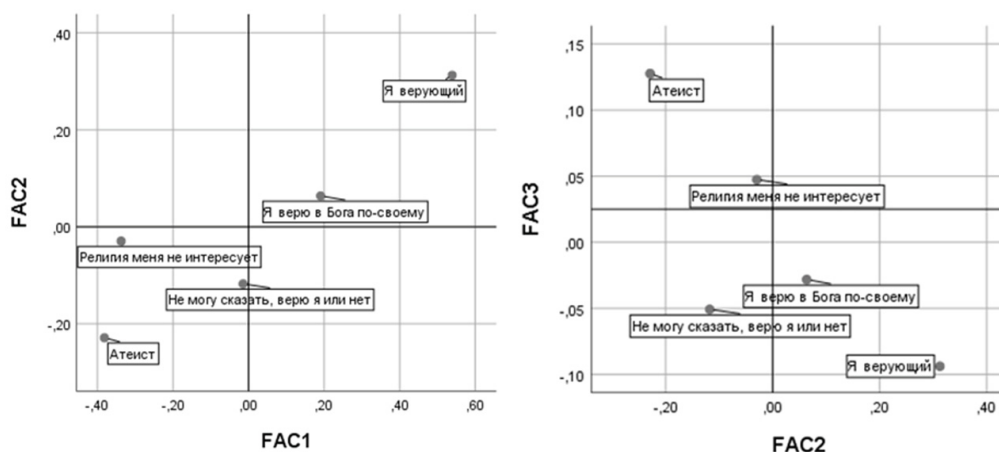 ,40
,20
,00
-,20
FAC2
Я верующий
Я верю в Бога по-своему
Религия меня не интересует
Не могу сказать, верю я или нет
Атеист
-,40
-,20
,00
,20
,40
,60
FAC1
,15
,10
,05
,00
-,05
-,10
FAC3
Атеист
Религия меня не интересует
Я верю в Бога по-своему
Не могу сказать, верю я или нет
Я верующий
-,20
,00
,20
,40
FAC2